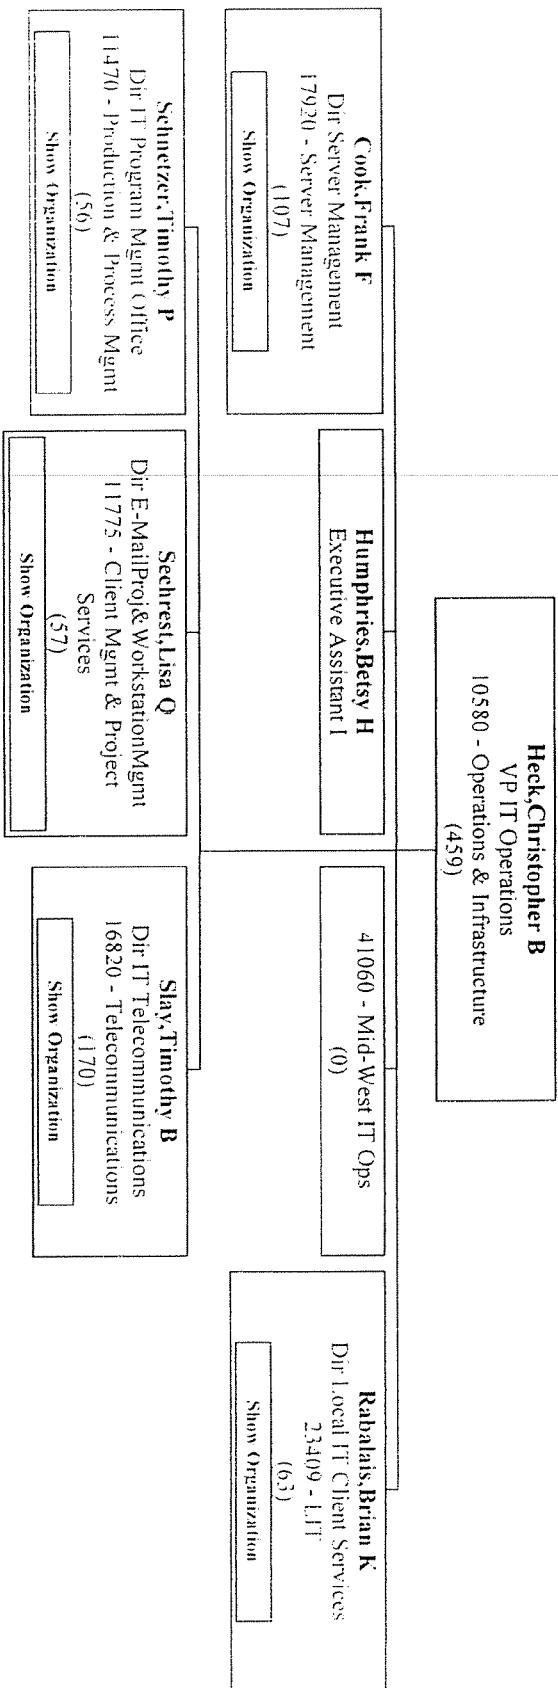 Heck,Christopher B
VP IT Operations
10580 - Operations & Infrastructure
(459)
Cook,Frank F
Dir Server Management
17920 - Server Management
(107)
Show Organization
Humphries,Betsy H
Executive Assistant I
41060 - Mid-West IT Ops
(0)
Rabalais,Brian K
Dir Local IT Client Services
23409 - LIT
(63)
Show Organization
Schnetzer,Timothy P
Dir IT Program Mgmt Office
11470 - Production & Process Mgmt
(56)
Show Organization
Sechrest,Lisa Q
Dir E-MailProj&WorkstationMgmt
11775 - Client Mgmt & Project
Services
(57)
Show Organization
Slay,Timothy B
Dir IT Telecommunications
16820 - Telecommunications
(170)
Show Organization